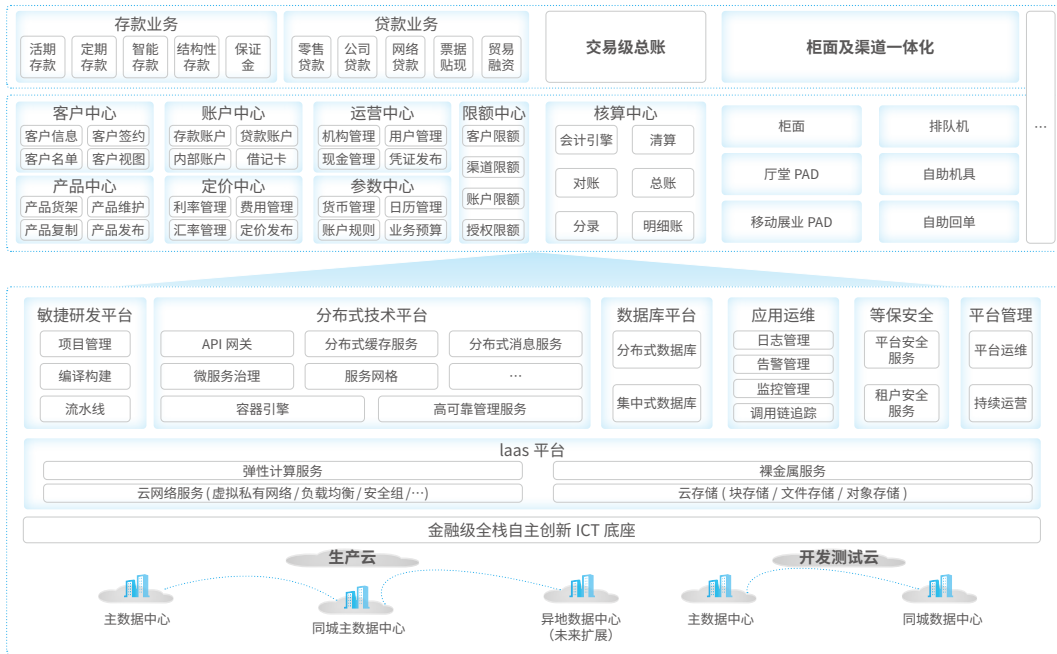 存款业务
活期
存款
定期
存款
智能
存款
结构性
存款
保证
金
贷款业务
零售
贷款
公司
贷款
网络
贷款
票据
贴现
贸易
融资
交易级总账
柜面及渠道一体化
…
客户中心
客户信息
客户签约
客户名单
客户视图
账户中心
存款账户
贷款账户
内部账户
借记卡
运营中心
机构管理
用户管理
现金管理
凭证发布
限额中心
客户限额
渠道限额
账户限额
授权限额
产品中心
产品货架
产品维护
产品复制
产品发布
定价中心
利率管理
费用管理
汇率管理
定价发布
参数中心
货币管理
日历管理
账户规则
业务预算
核算中心
会计引擎
清算
对账
总账
分录
明细账
柜面
排队机
厅堂 PAD
自助机具
移动展业 PAD
自助回单
敏捷研发平台
项目管理
编译构建
流水线
分布式技术平台
API 网关
分布式缓存服务
分布式消息服务
微服务治理
服务网格
…
容器引擎
高可靠管理服务
数据库平台
分布式数据库
集中式数据库
应用运维
日志管理
告警管理
监控管理
调用链追踪
等保安全
平台安全
服务
租户安全
服务
平台管理
平台运维
持续运营
laas 平台
弹性计算服务
裸金属服务
云网络服务 ( 虚拟私有网络 / 负载均衡 / 安全组 /…)
云存储 ( 块存储 / 文件存储 / 对象存储 )
金融级全栈自主创新 ICT 底座
生产云
开发测试云
主数据中心
同城主数据中心
异地数据中心
（未来扩展）
主数据中心
同城数据中心